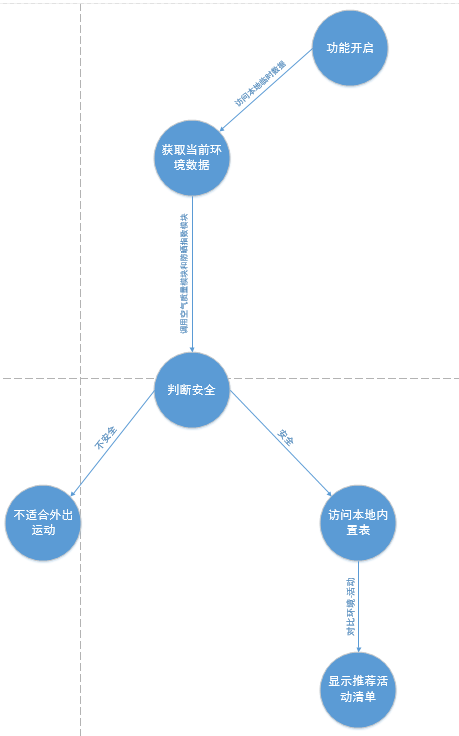 功能开启
访问本地临时数据
获取当前环
境数据
调用空气质量模块和防晒指数模块
判断安全
不安全
安全
不适合外出
运动
访问本地内
置表
对比环境-活动
显示推荐活
动清单